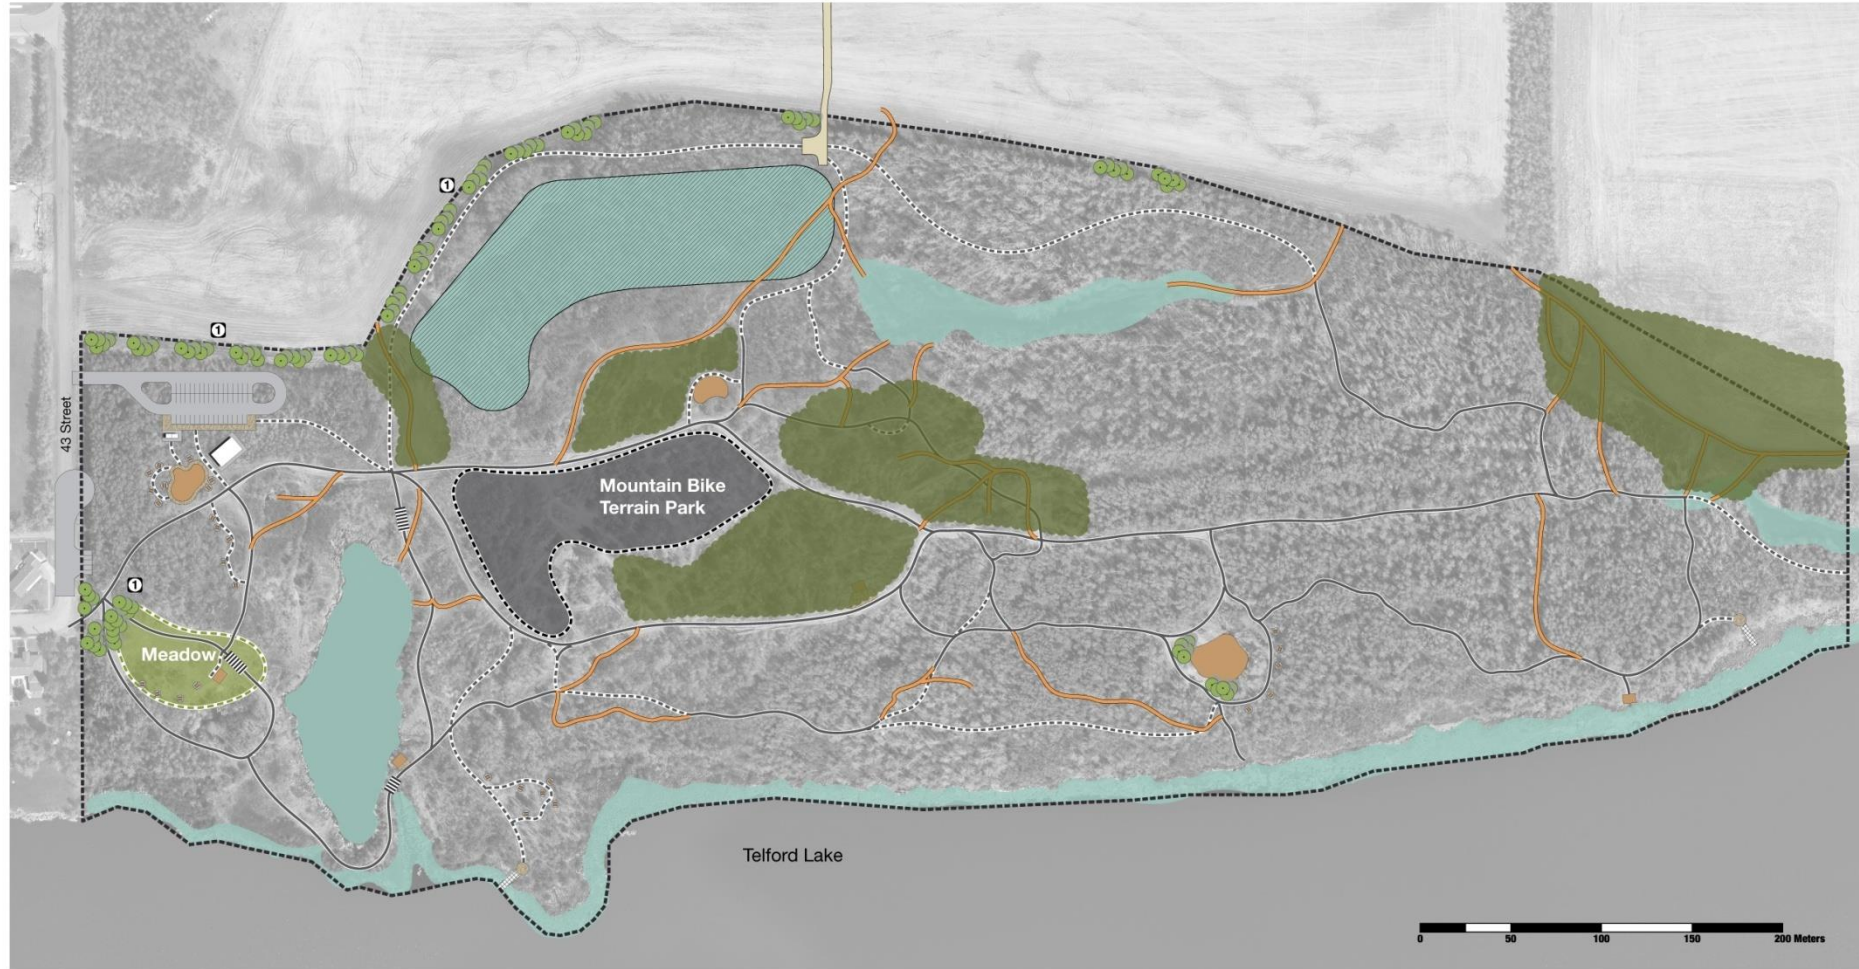 1
1
43 Street
Mountain Bike
Terrain Park
1
Meadow
Telford Lake
0 50 100 150 200 Meters